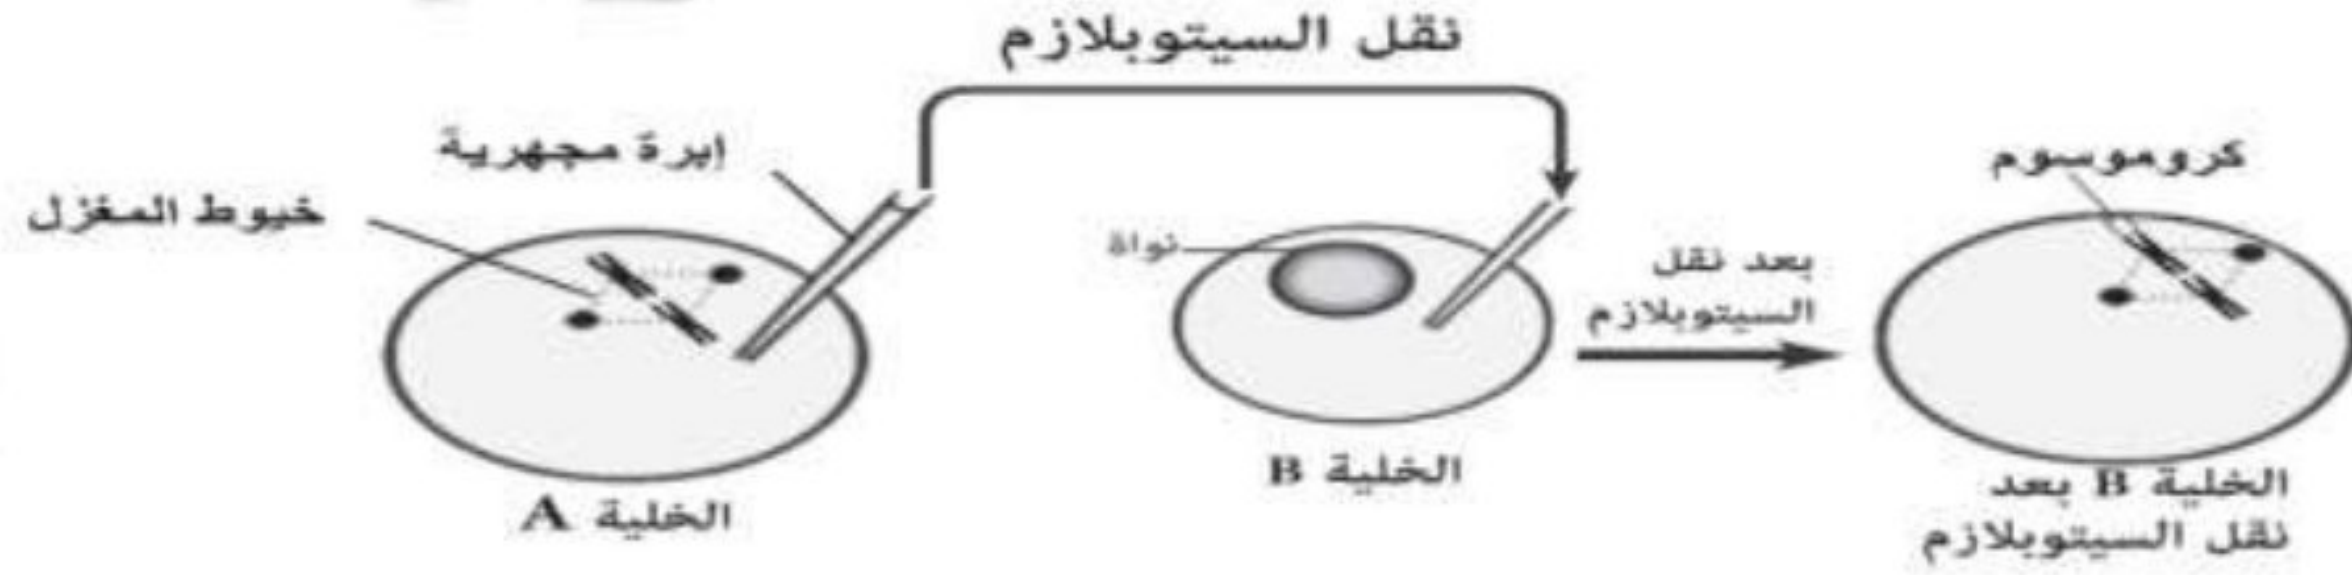 نقل السيتوبلازم
إبرة مجهرية
خيوط المغزل
كروموسوم
نواة
بعد نقل
السيتوبلازم
الخلية A
الخلية B
الخلية B بعد
نقل السيتوبلازم